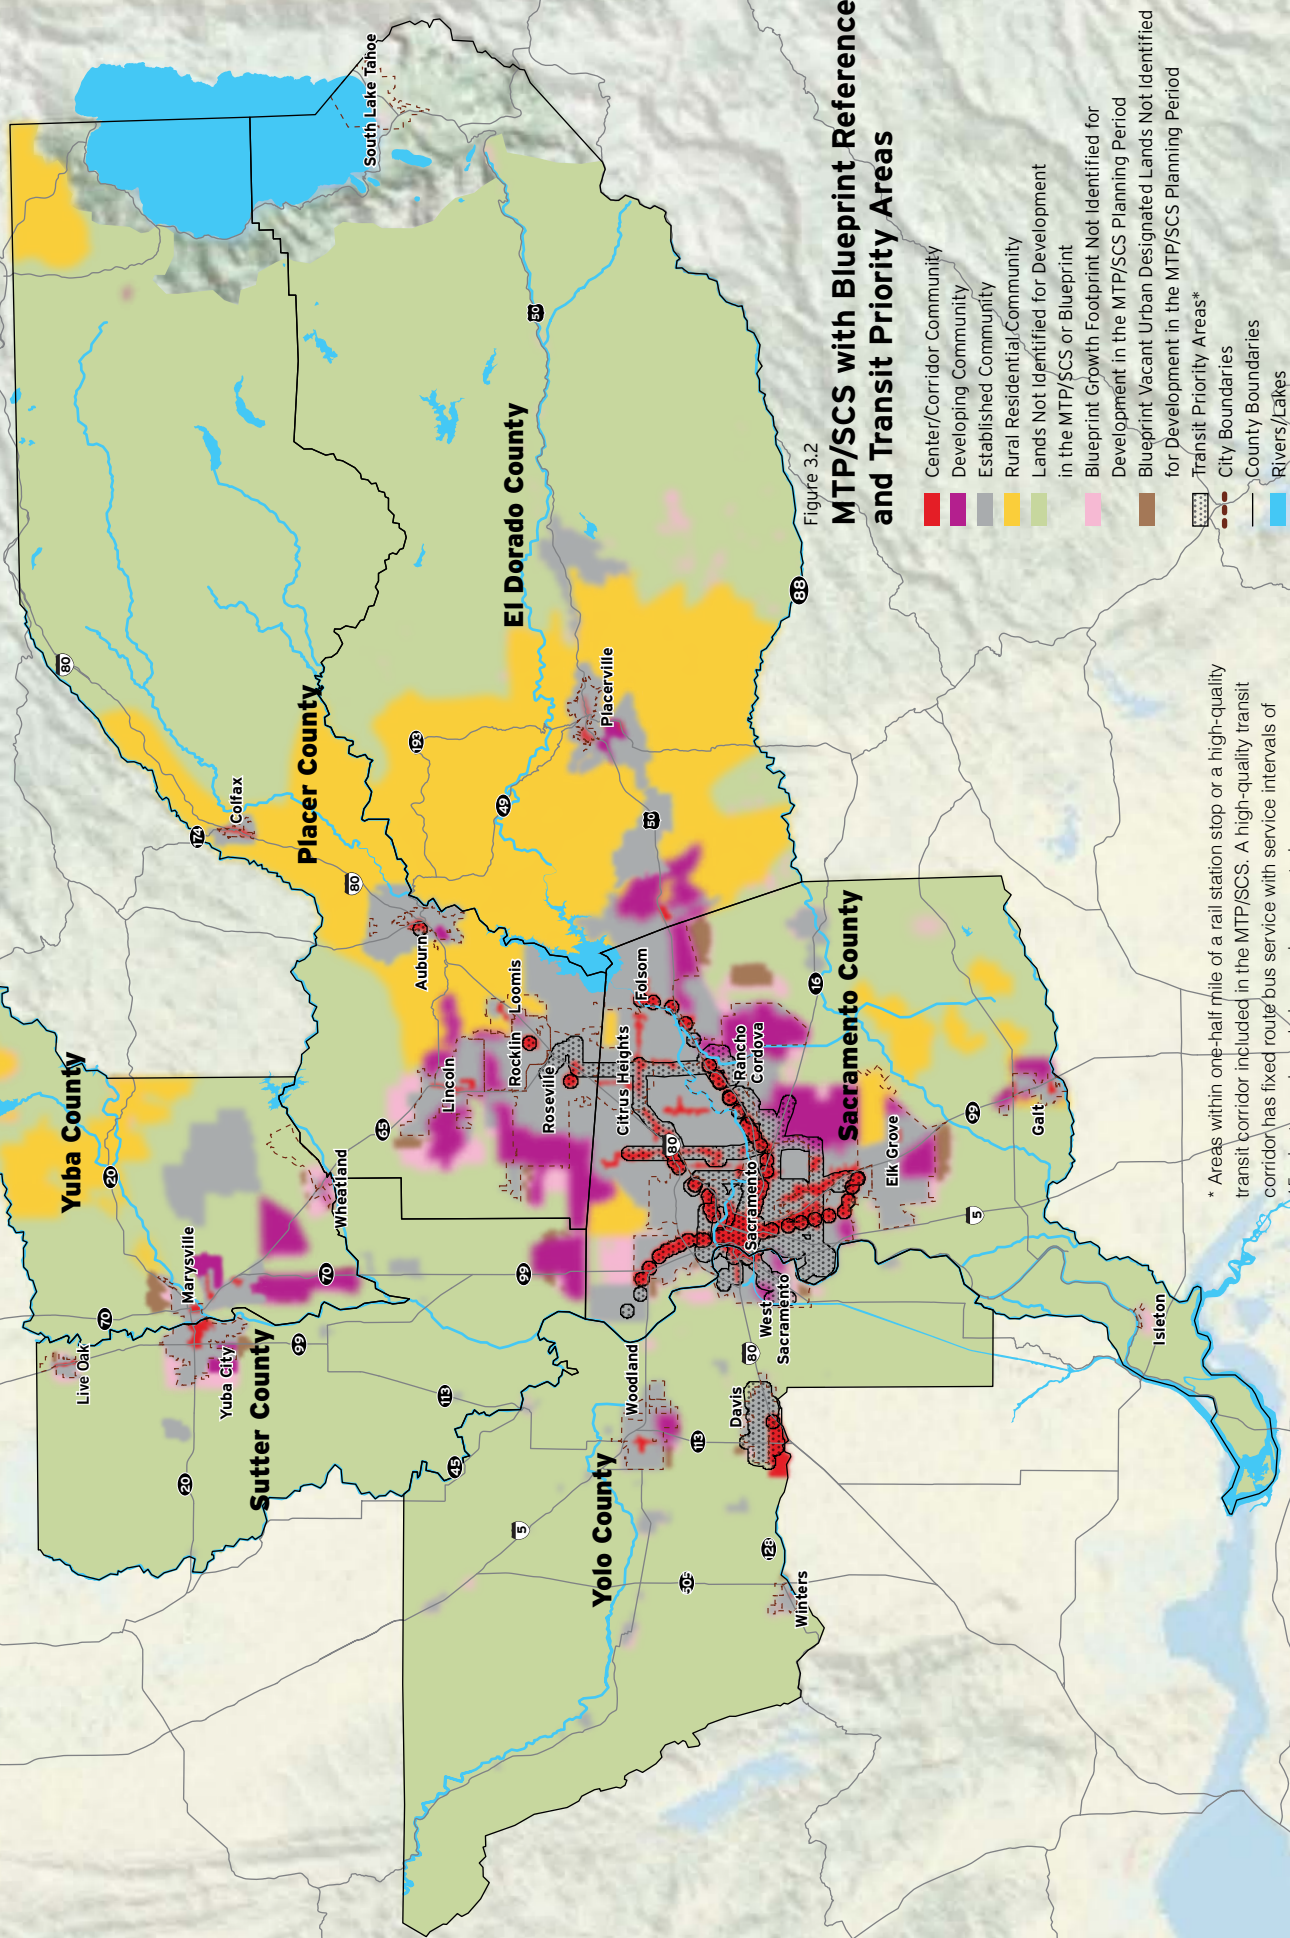 Figure 3.2
MTP/SCS with Blueprint Reference
and Transit Priority Areas
Center/Corridor Community
Developing Community
Established Community
Rural Residential Community
Lands Not Identified for Development
in the MTP/SCS or Blueprint
Blueprint Growth Footprint Not Identified for
Development in the MTP/SCS Planning Period
Blueprint Vacant Urban Designated Lands Not Identified
for Development in the MTP/SCS Planning Period
Transit Priority Areas*
City Boundaries
County Boundaries
Rivers/Lakes
* Areas within one-half mile of a rail station stop or a high-quality
transit corridor included in the MTP/SCS. A high-quality transit
corridor has fixed route bus service with service intervals of
Sutter County
Yuba County
Placer County
El Dorado County
Sacramento County
Yolo County
Live Oak
Yuba City
Marysville
Wheatland
Lincoln
Rocklin
Loomis
Roseville
Auburn
Colfax
Placerville
South Lake Tahoe
Citrus Heights
Folsom
Rancho
Cordova
Sacramento
West
Sacramento
Elk Grove
Galt
Isleton
Woodland
Davis
Winters
20
45
113
99
70
70
20
99
65
80
174
80
193
49
50
50
88
16
99
5
80
80
113
5
505
128